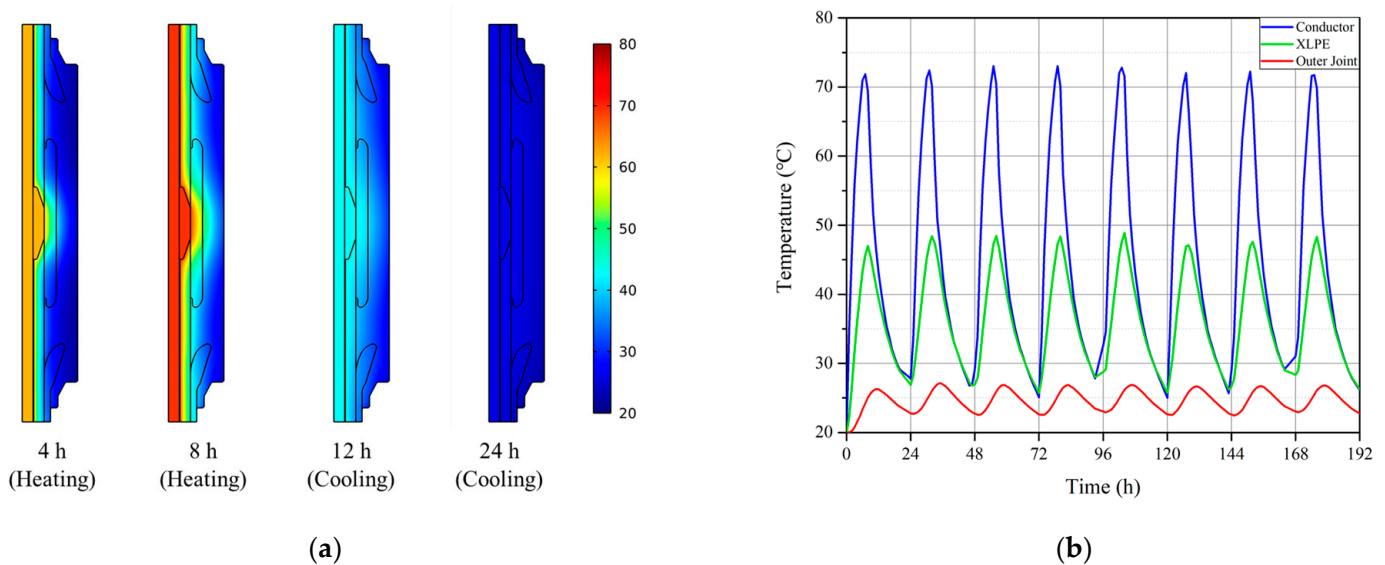 80
70
60
50
40
30
20
4 h
(Heating)
8 h
(Heating)
12 h
(Cooling)
24 h
(Cooling)
(a)
Temperature (℃)
80
70
60
50
40
30
20
Conductor
XLPE
Outer Joint
0 24 48 72 96 120 144 168 192
Time (h)
(b)